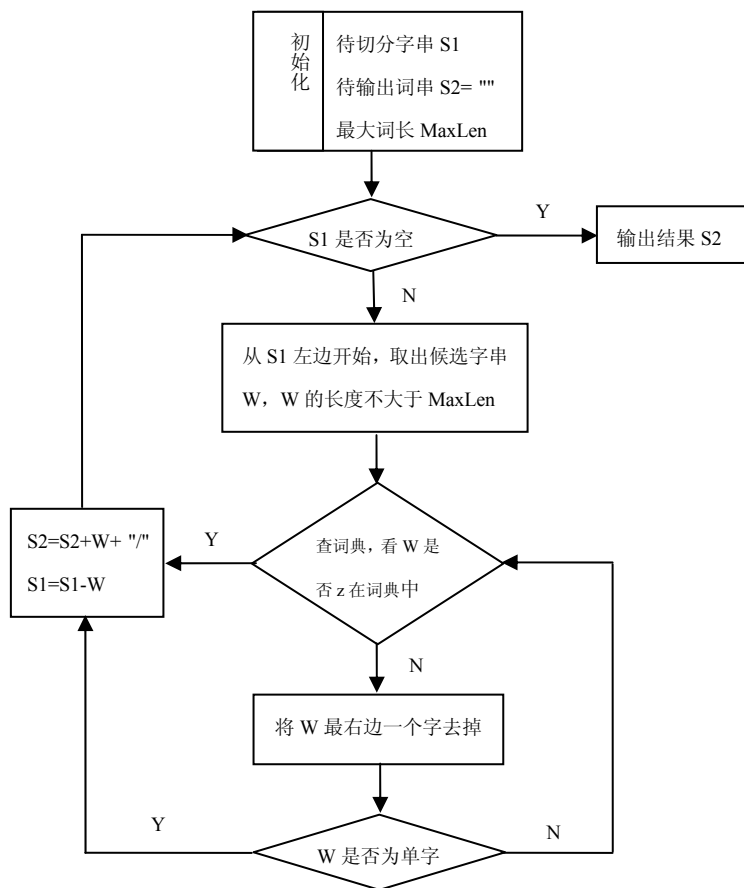 初始化
待切分字串 S1
待输出词串 S2= ""
最大词长 MaxLen
S1 是否为空
Y
输出结果 S2
N
从 S1 左边开始，取出候选字串
W，W 的长度不大于 MaxLen
S2=S2+W+ "/"
S1=S1-W
Y
查词典，看 W 是
否 z 在词典中
N
将 W 最右边一个字去掉
Y
W 是否为单字
N